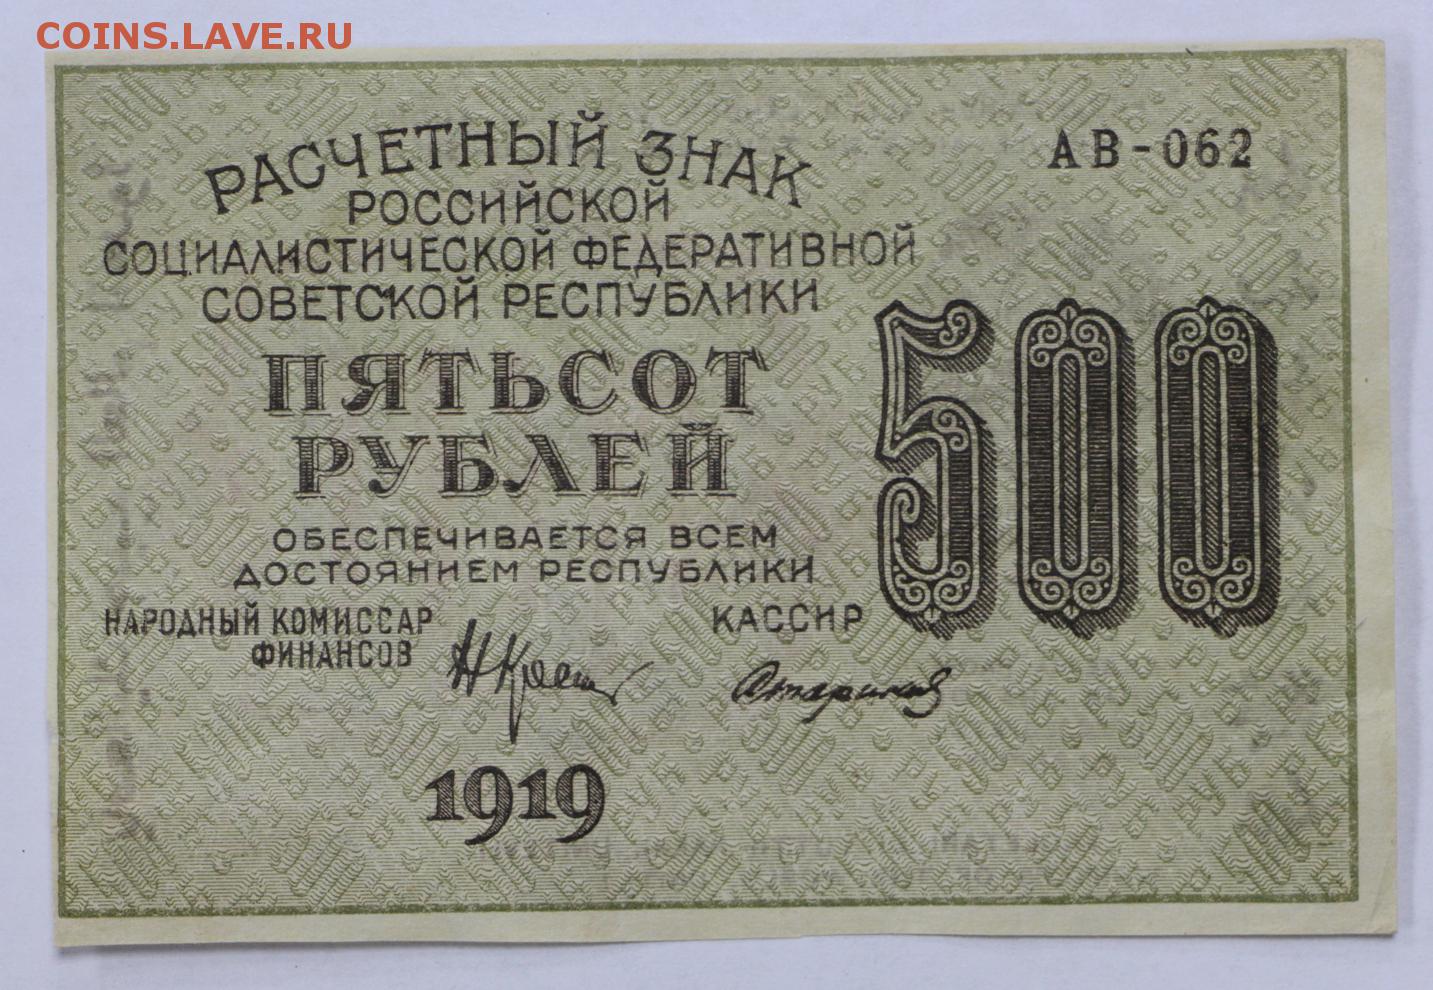 COINS.LAVE.RU
РАСЧЕТНЫЙ ЗНАК
АВ-062
РОССИЙСКОЙ
СОЦИАЛИСТИЧЕСКОЙ ФЕДЕРАТИВНОЙ
СОВЕТСКОЙ РЕСПУБЛИКИ
ПЯТЬСОТ
РУБЛЕЙ
500
ОБЕСПЕЧИВАЕТСЯ ВСЕМ
ДОСТОЯНИЕМ РЕСПУБЛИКИ
НАРОДНЫЙ КОМИССАР
ФИНАНСОВ
КАССИР
1919